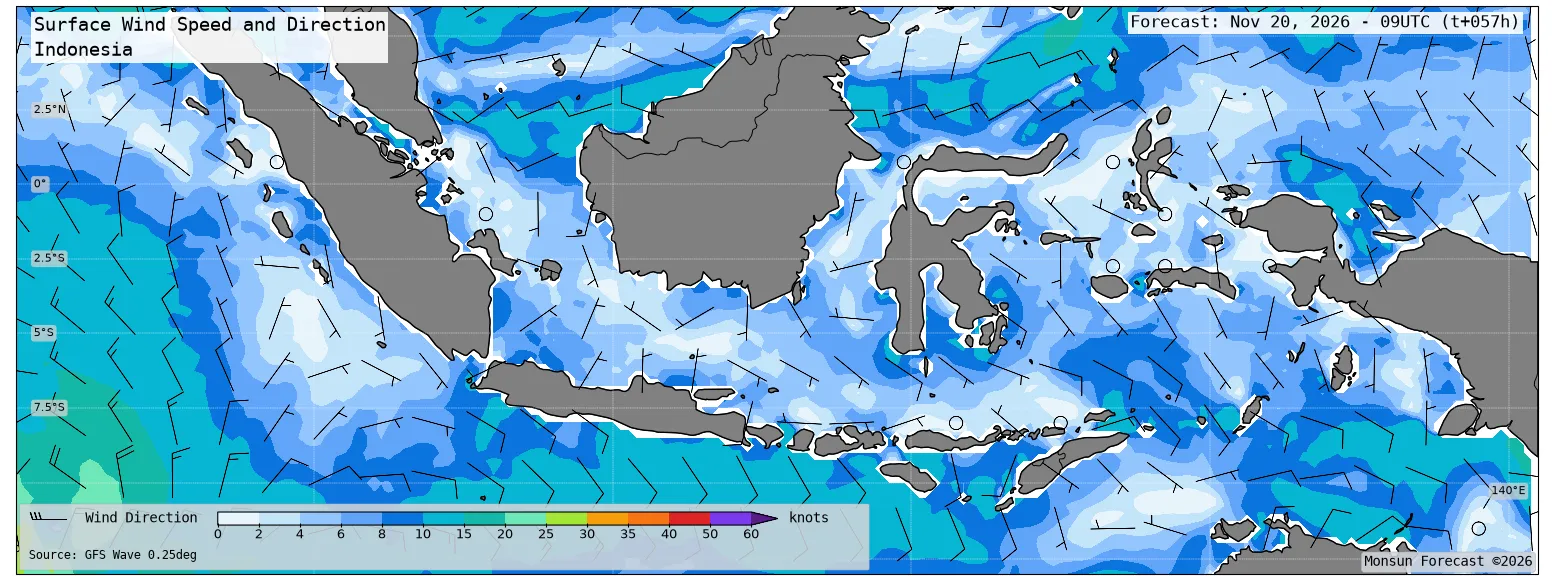 Surface Wind Speed and Direction
Indonesia
Forecast: Nov 20, 2026 - 09UTC (t+057h)
2.5°N
0°
2.5°S
5°S
7.5°S
140°E
Wind Direction
0 2 4 6 8 10 15 20 25 30 35 40 50 60
knots
Source: GFS Wave 0.25deg
Monsun Forecast ©2026